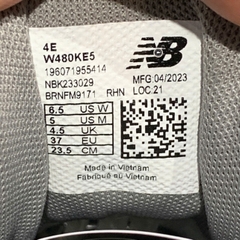 4E
W480KE5
196071955414
NBK233029
BRNFM9171 RHN
NB
MFG:04/2023
LOC:21
6.5 US W
5 US M
4.5 UK
37 EU
23.5 CM
Made in Vietnam
Fabriqué au Vietnam